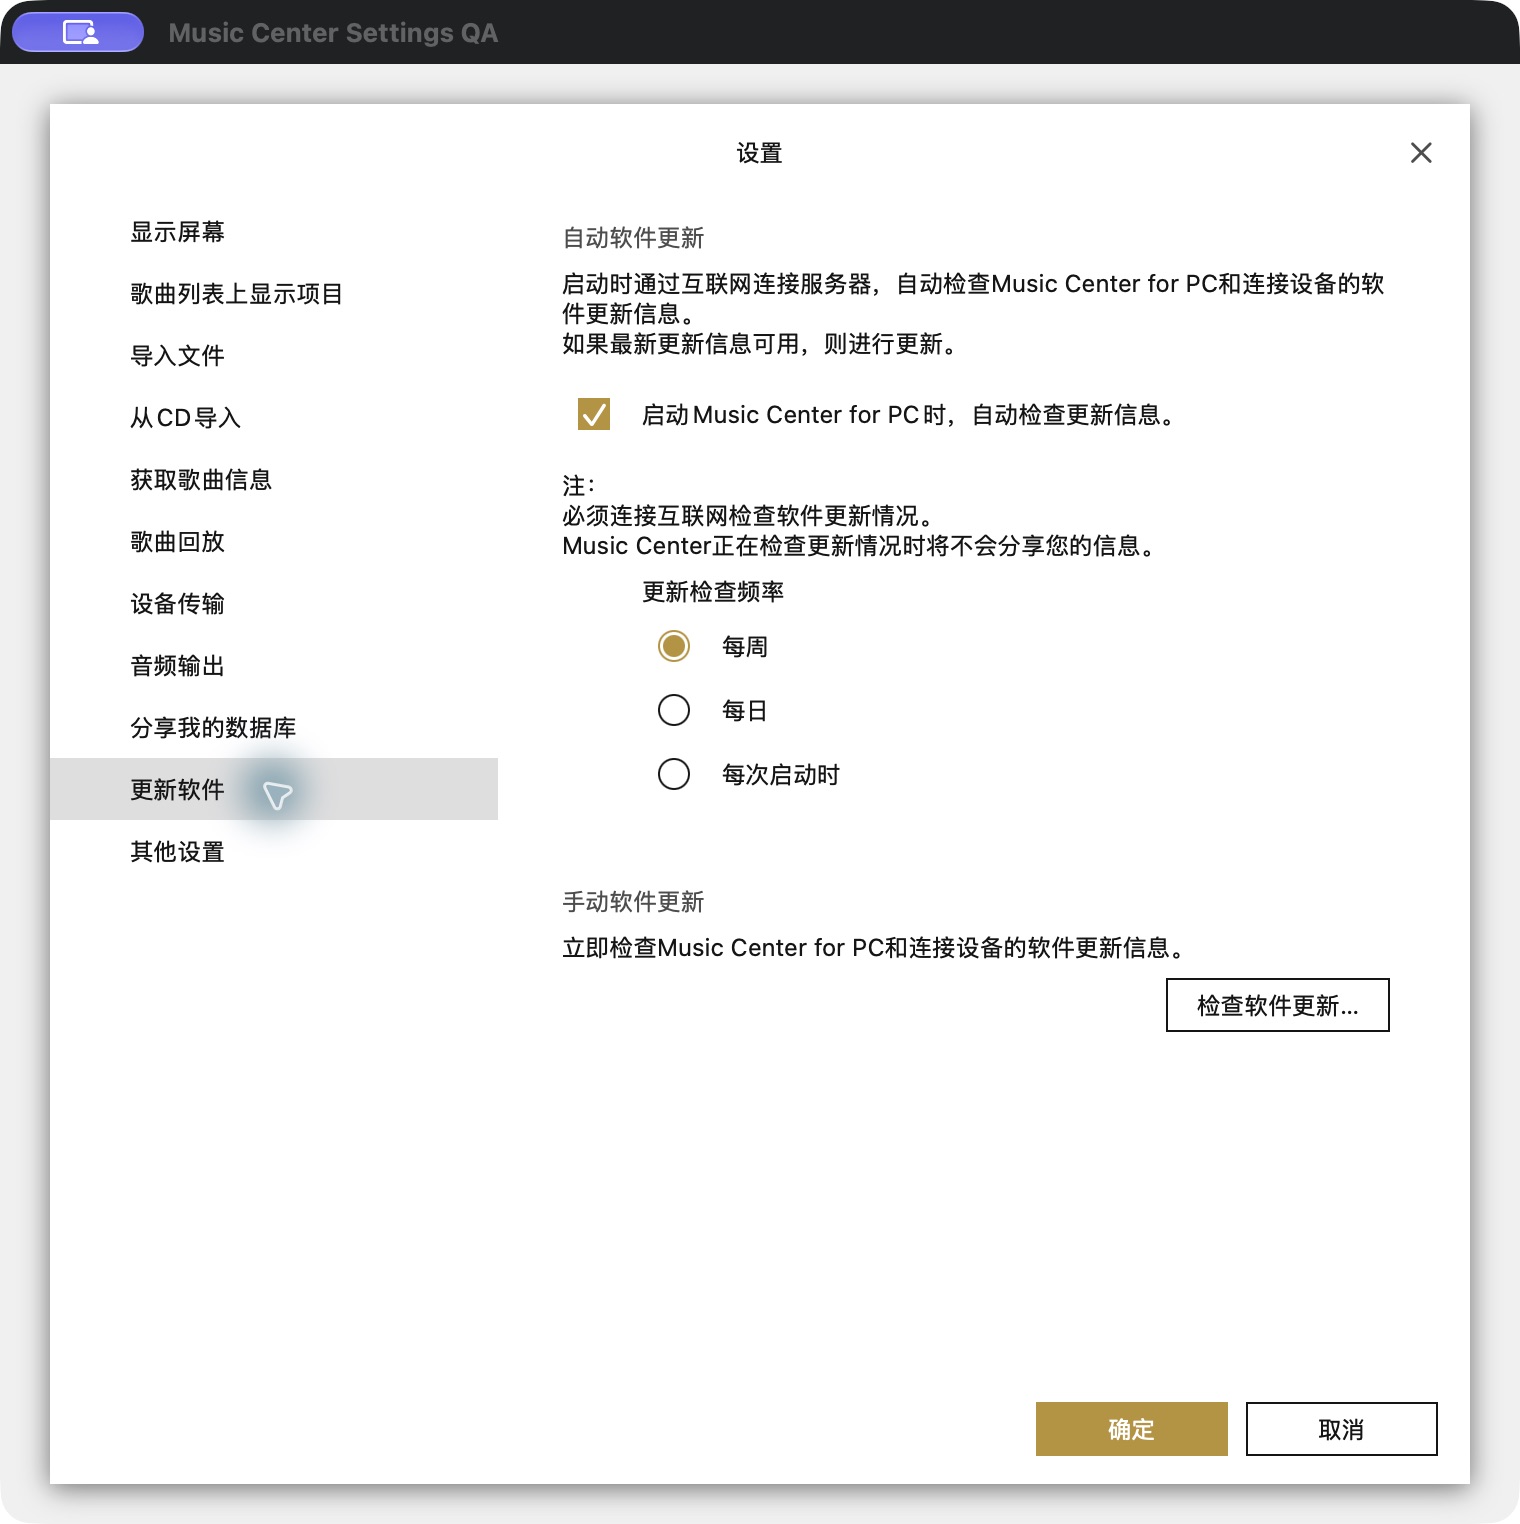 Music Center Settings QA
设置
显示屏幕
歌曲列表上显示项目
导入文件
从CD导入
获取歌曲信息
歌曲回放
设备传输
音频输出
分享我的数据库
更新软件
其他设置
自动软件更新
启动时通过互联网连接服务器，自动检查Music Center for PC和连接设备的软
件更新信息。
如果最新更新信息可用，则进行更新。
启动Music Center for PC时，自动检查更新信息。
注：
必须连接互联网检查软件更新情况。
Music Center正在检查更新情况时将不会分享您的信息。
更新检查频率
每周
每日
每次启动时
手动软件更新
立即检查Music Center for PC和连接设备的软件更新信息。
检查软件更新...
确定
取消